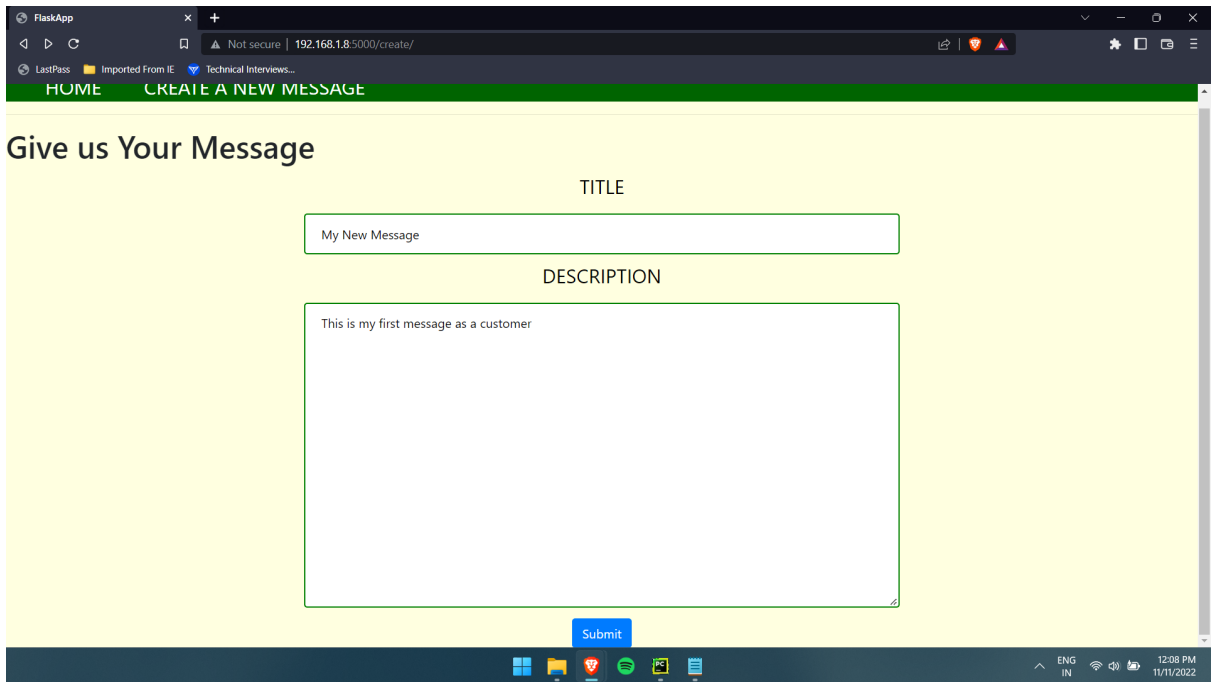 FlaskApp
Not secure | 192.168.1.8:5000/create/
LastPass Imported From IE Technical Interviews...
HOME CREATE A NEW MESSAGE
Give us Your Message
TITLE
My New Message
DESCRIPTION
This is my first message as a customer
Submit
PC
ENG 12:08 PM
IN 11/11/2022